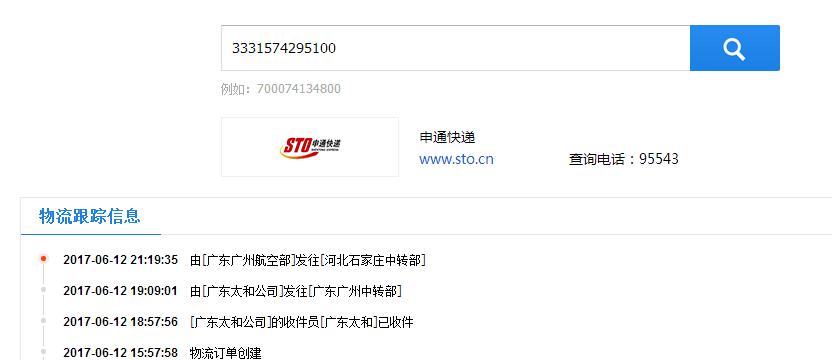 3331574295100
例如：700074134800
STO申通快递
申通快递
www.sto.cn 查询电话：95543
物流跟踪信息
2017-06-12 21:19:35 由[广东广州航空部]发往[河北石家庄中转部]
2017-06-12 19:09:01 由[广东太和公司]发往[广东广州中转部]
2017-06-12 18:57:56 [广东太和公司]的收件员[广东太和]已收件
2017-06-12 15:57:58 物流订单创建